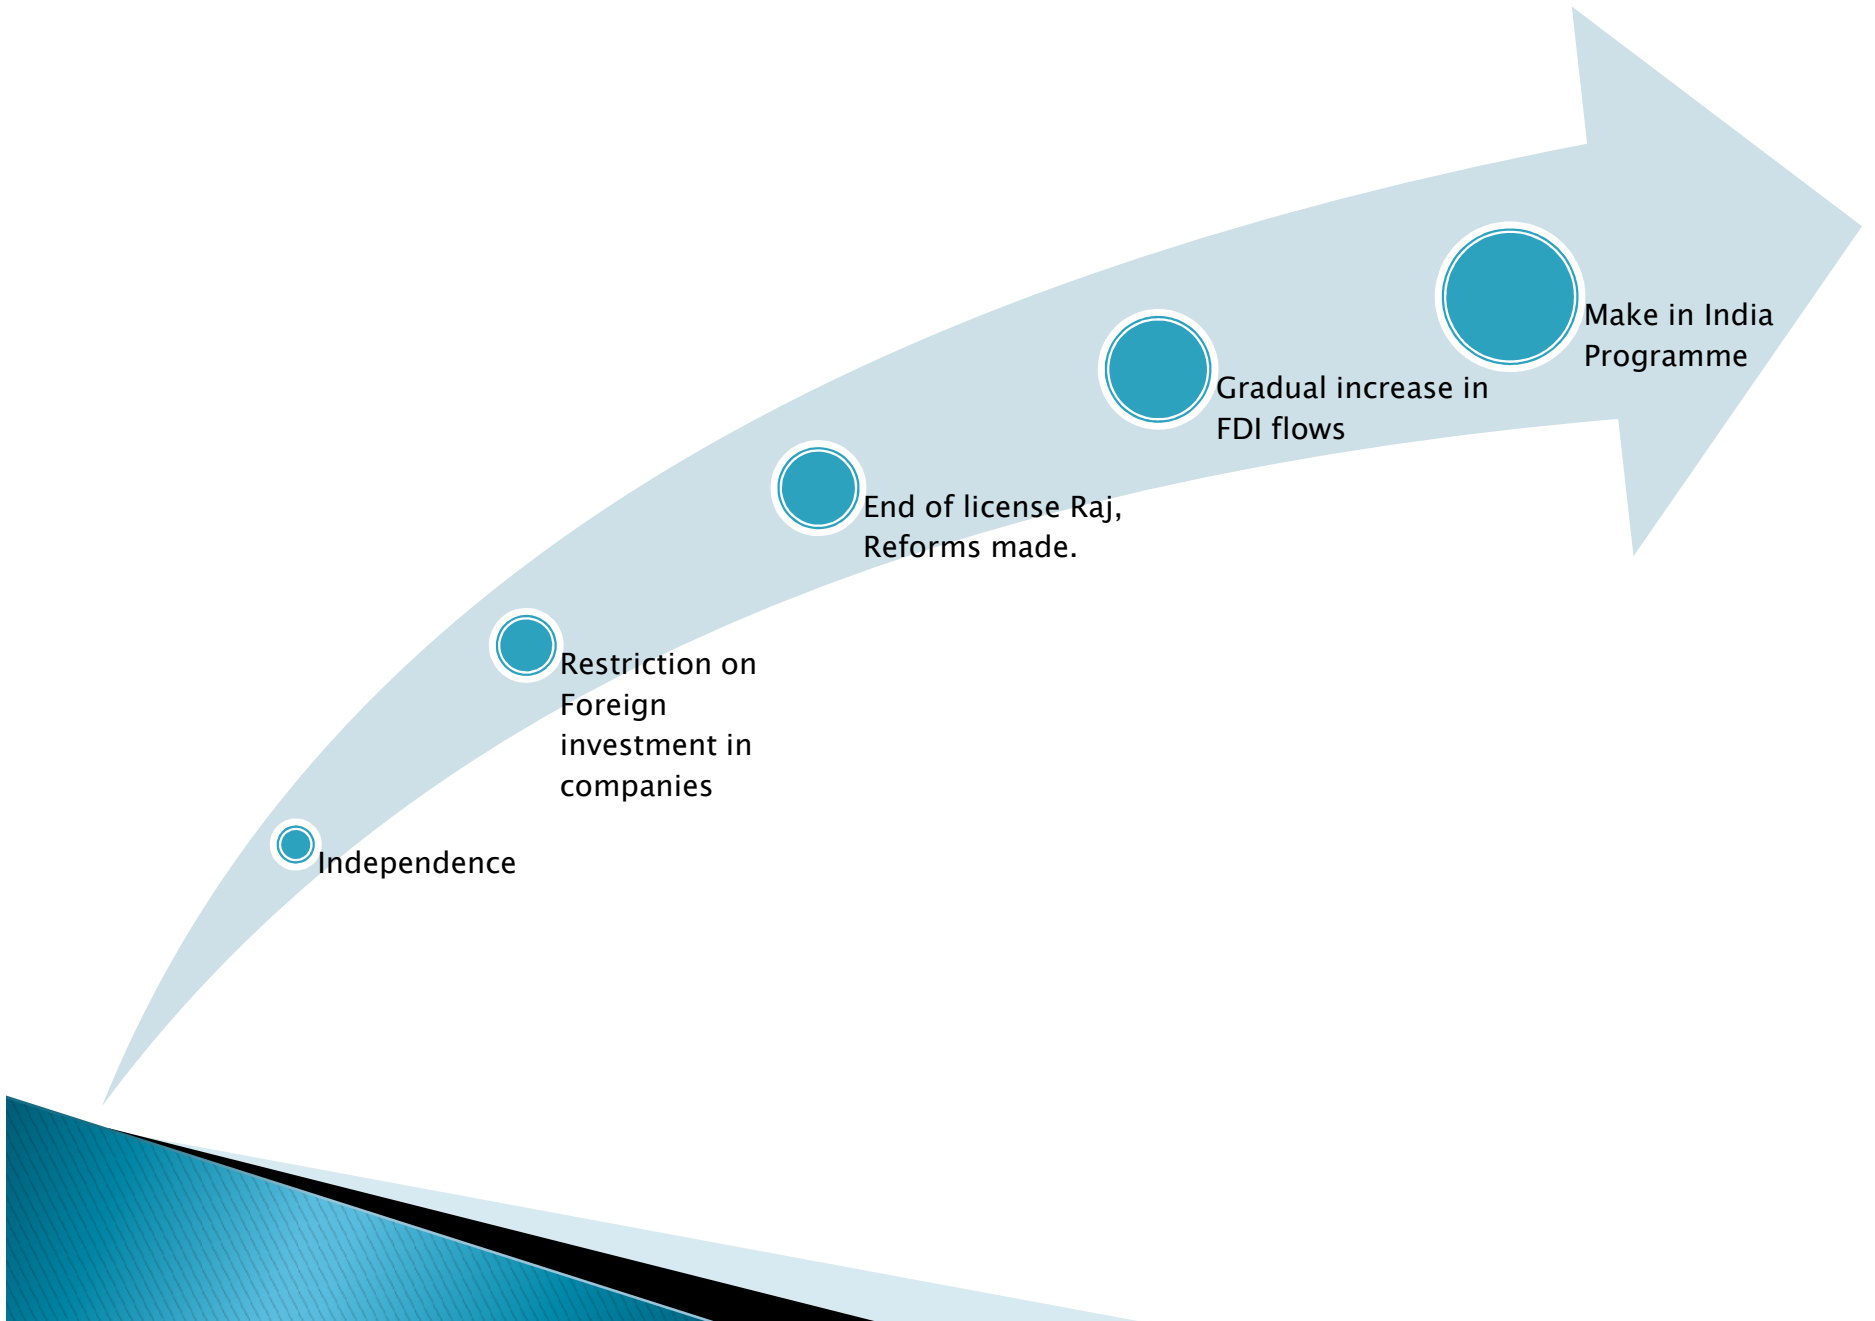 Independence
Restriction on
Foreign
investment in
companies
End of license Raj,
Reforms made.
Gradual increase in
FDI flows
Make in India
Programme